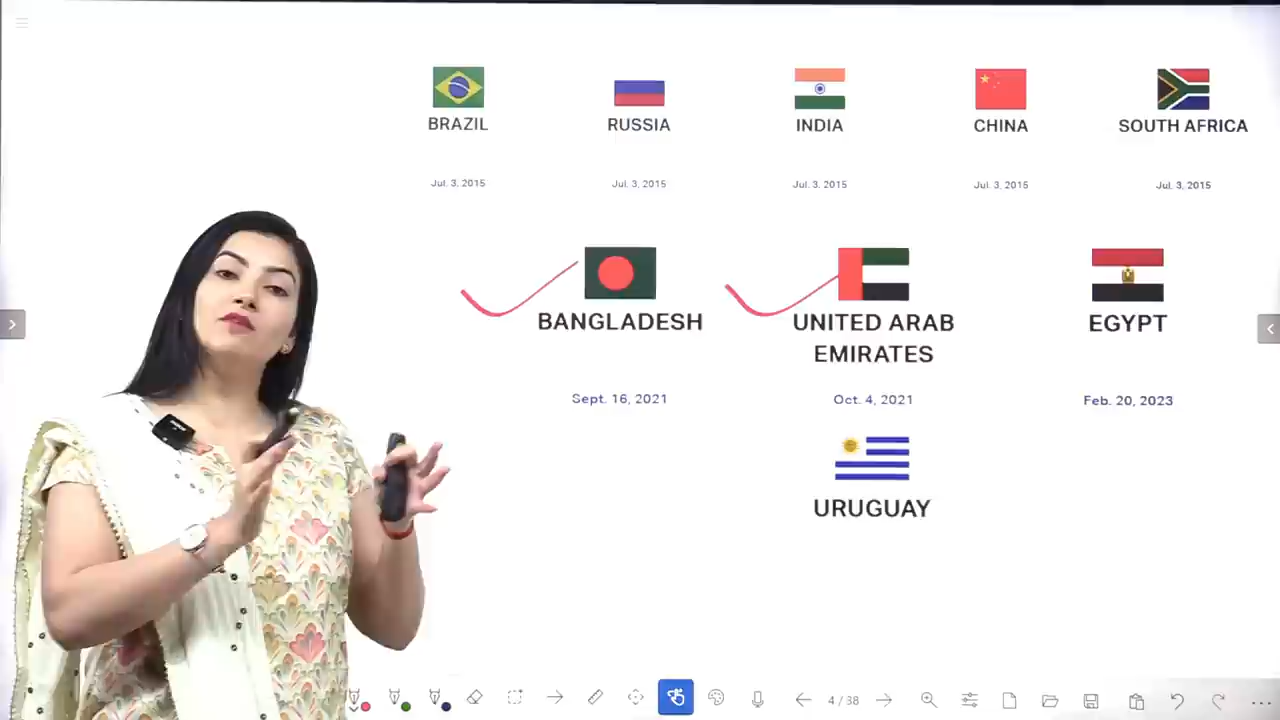 BRAZIL
RUSSIA
INDIA
CHINA
SOUTH AFRICA
Jul. 3, 2015
Jul. 3, 2015
Jul. 3, 2015
Jul. 3, 2015
Jul. 3, 2015
BANGLADESH
UNITED ARAB
EMIRATES
EGYPT
Sept. 16, 2021
Oct. 4, 2021
Feb. 20, 2023
URUGUAY
4 / 38